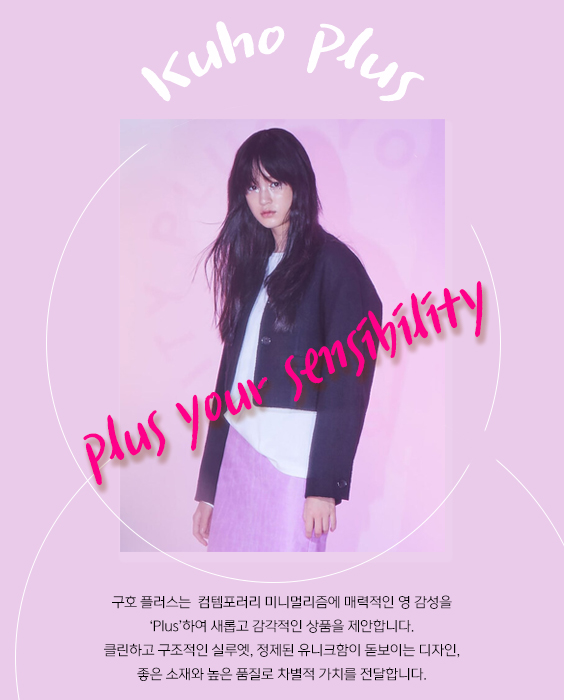 Kuho plus
plus your sensibility
구호 플러스는 컴템포러리 미니멀리즘에 매력적인 영 감성을
‘Plus’하여 새롭고 감각적인 상품을 제안합니다.
클린하고 구조적인 실루엣, 정제된 유니크함이 돋보이는 디자인,
좋은 소재와 높은 품질로 차별적 가치를 전달합니다.